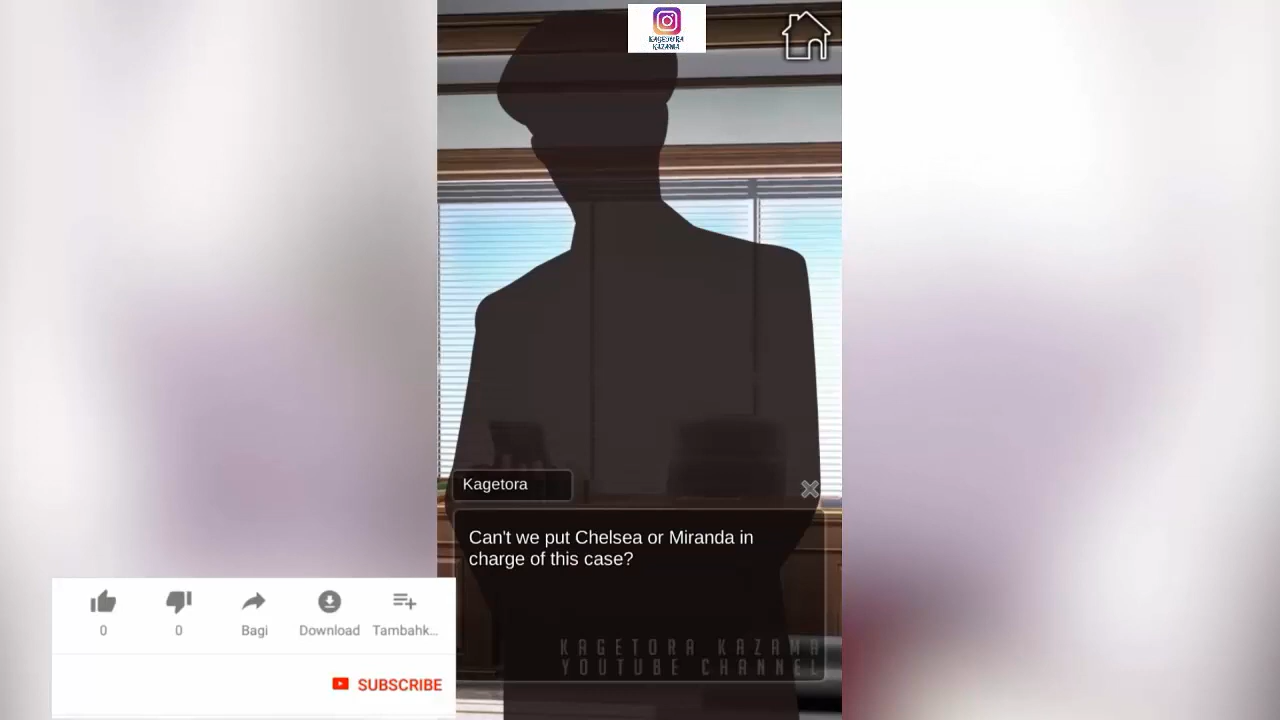 KAGETORA
KAZAMA
Kagetora
Can't we put Chelsea or Miranda in
charge of this case?
KAGETORA KAZAMA
YOUTUBE CHANNEL
0
0
Bagi
Download
Tambahk...
SUBSCRIBE